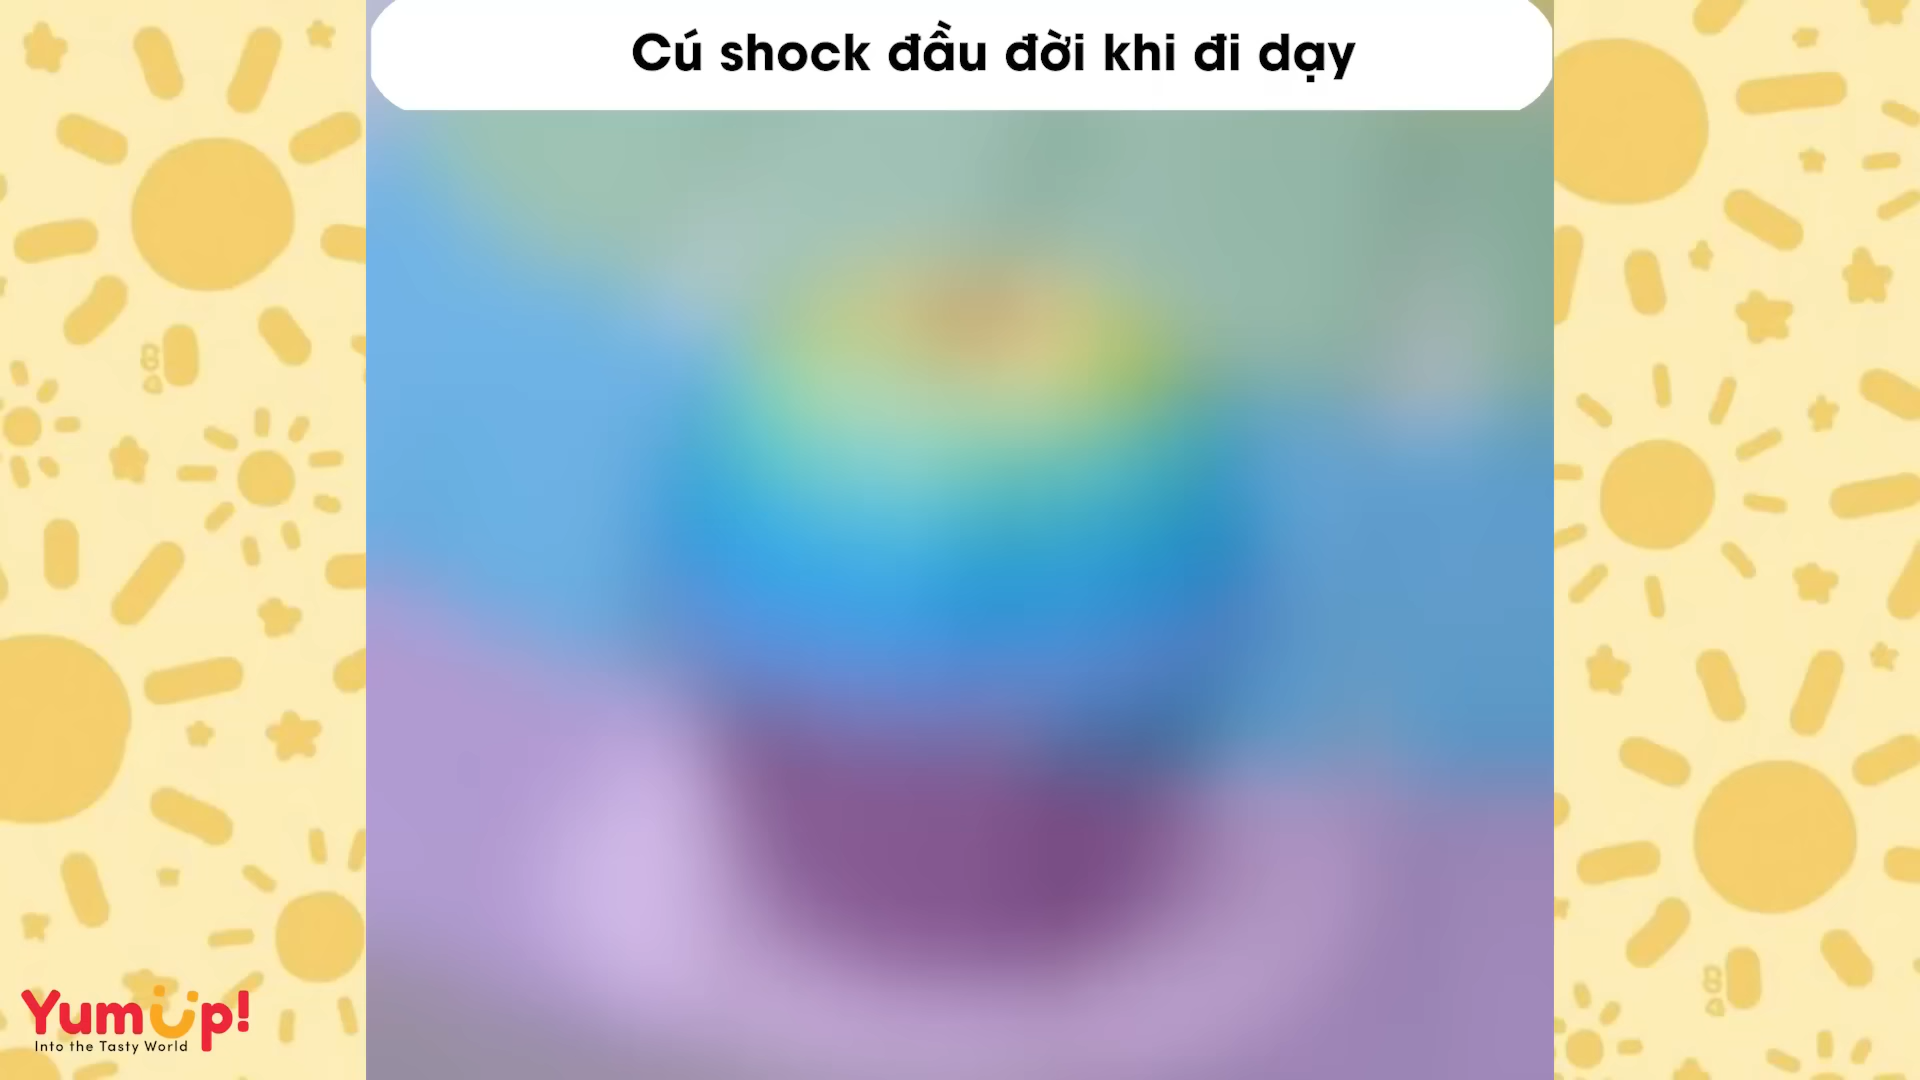 Cú shock đầu đời khi đi dạy
YumUp!
Into the Tasty World